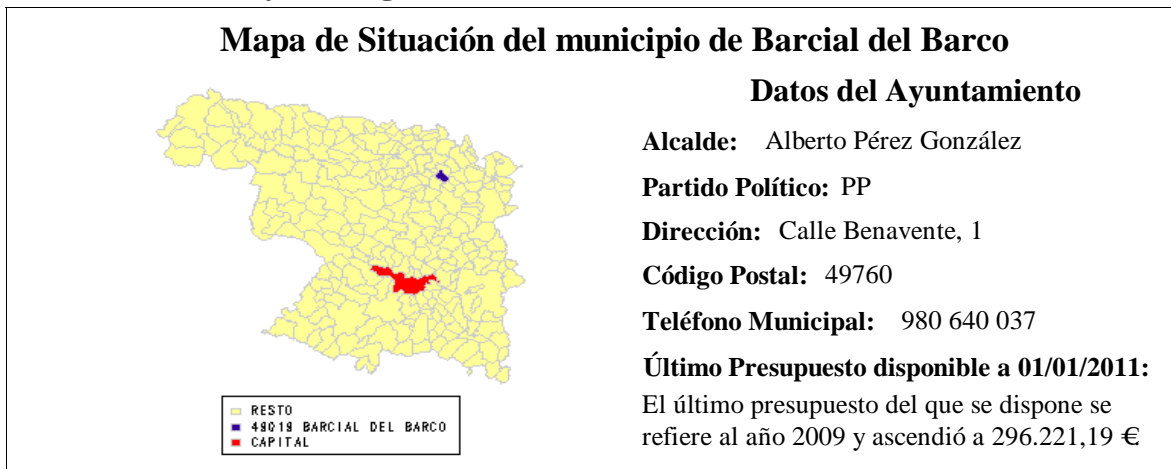 Mapa de Situación del municipio de Barcial del Barco
Datos del Ayuntamiento
Alcalde: Alberto Pérez González
Partido Político: PP
Dirección: Calle Benavente, 1
Código Postal: 49760
Teléfono Municipal: 980 640 037
Último Presupuesto disponible a 01/01/2011:
El último presupuesto del que se dispone se
refiere al año 2009 y ascendió a 296.221,19 €
RESTO
49019 BARCIAL DEL BARCO
CAPITAL